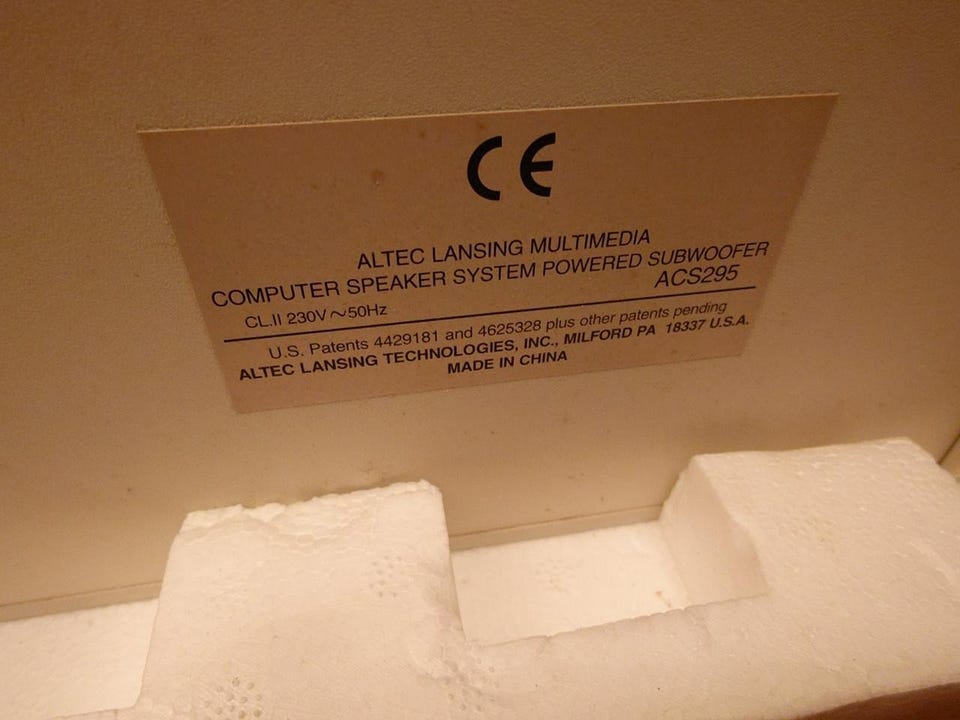 CE
ALTEC LANSING MULTIMEDIA
COMPUTER SPEAKER SYSTEM POWERED SUBWOOFER
ACS295
CL.II 230V ~ 50Hz
U.S. Patents 4429181 and 4625328 plus other patents pending
ALTEC LANSING TECHNOLOGIES, INC., MILFORD PA 18337 U.S.A.
MADE IN CHINA